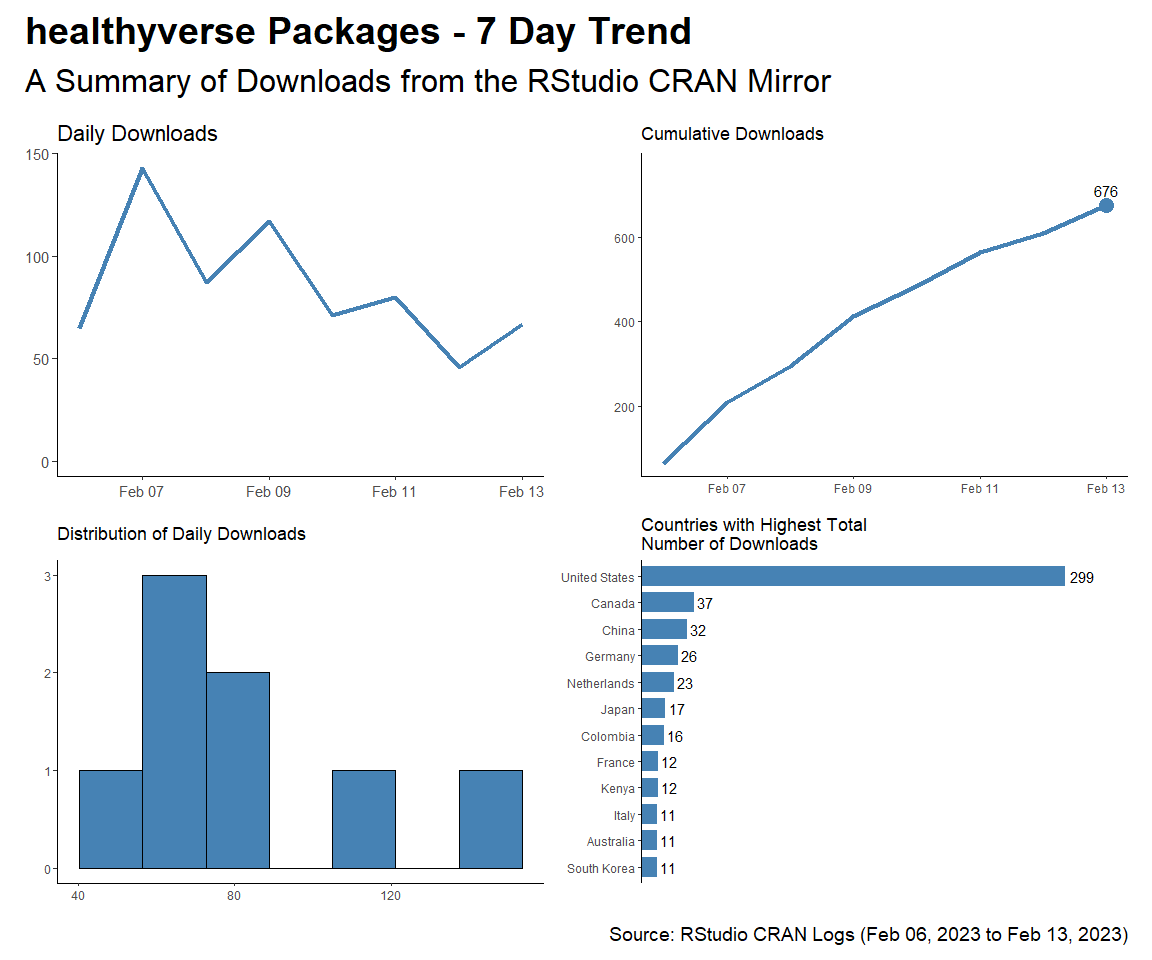 healthyverse Packages - 7 Day Trend
A Summary of Downloads from the RStudio CRAN Mirror
Daily Downloads
150
100
50
0
Feb 07 Feb 09 Feb 11 Feb 13
Cumulative Downloads
676
600
400
200
Feb 07 Feb 09 Feb 11 Feb 13
Distribution of Daily Downloads
3
2
1
0
40 80 120
Countries with Highest Total
Number of Downloads
United States 299
Canada 37
China 32
Germany 26
Netherlands 23
Japan 17
Colombia 16
France 12
Kenya 12
Italy 11
Australia 11
South Korea 11
Source: RStudio CRAN Logs (Feb 06, 2023 to Feb 13, 2023)